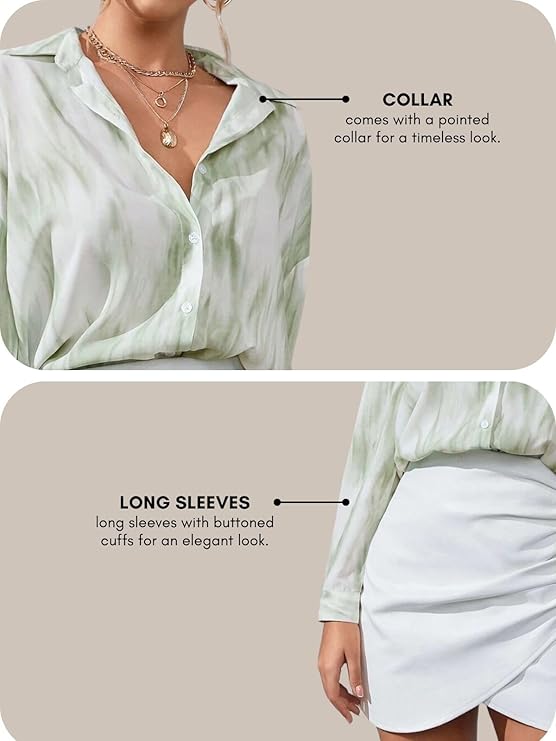 COLLAR
comes with a pointed
collar for a timeless look.
LONG SLEEVES
long sleeves with buttoned
cuffs for an elegant look.